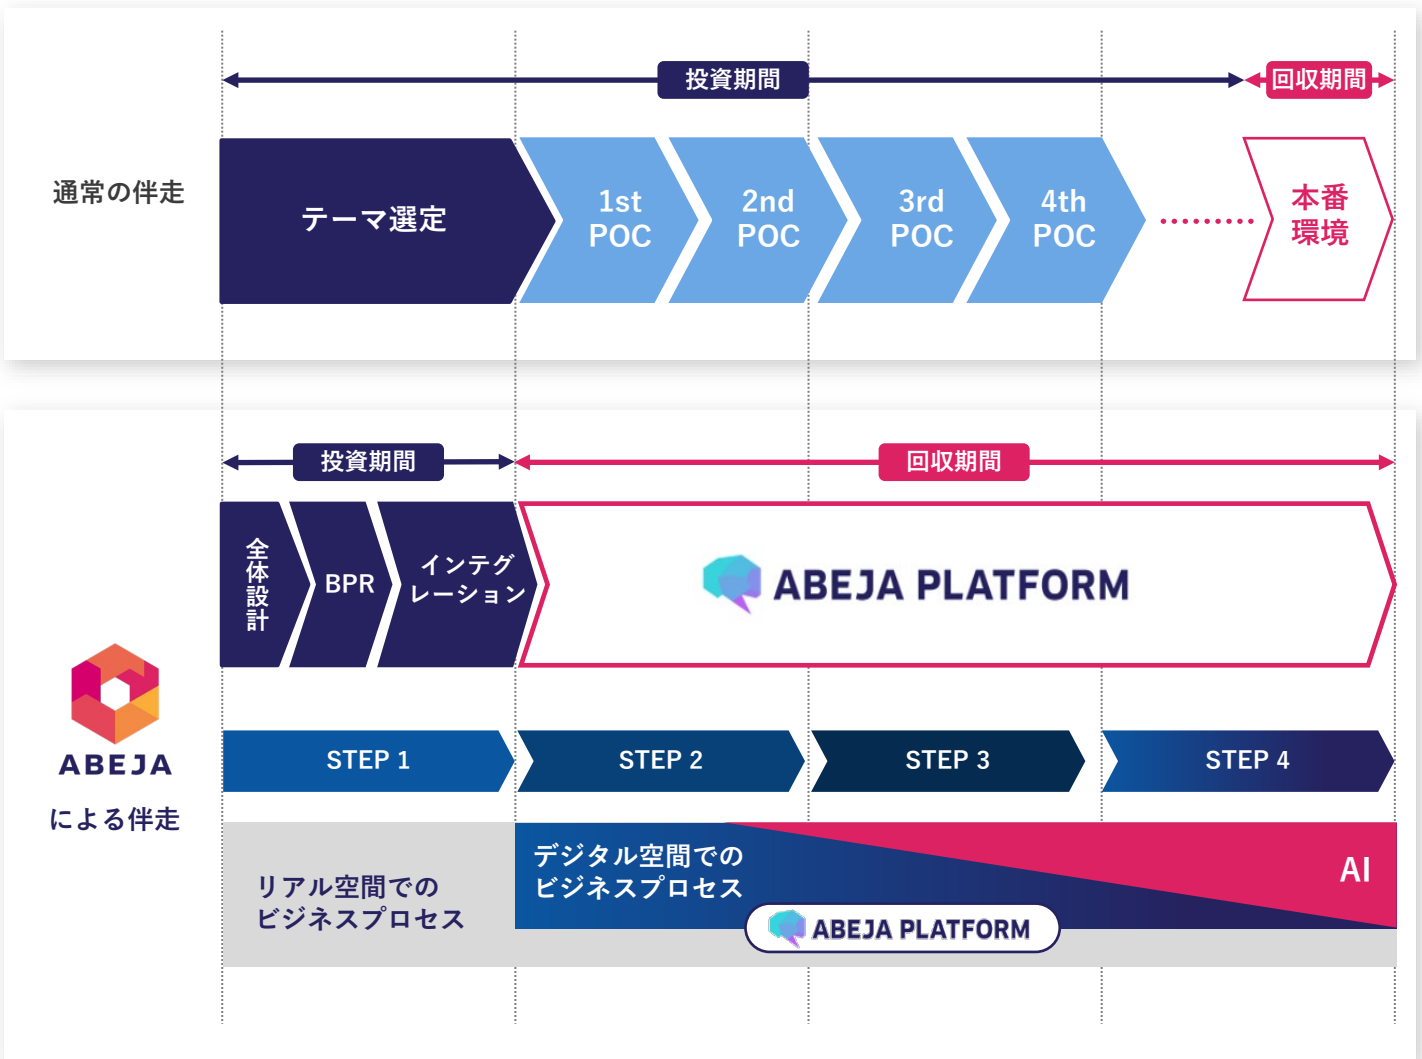 投資期間
回収期間
通常の伴走
テーマ選定
1st
POC
2nd
POC
3rd
POC
4th
POC
本番
環境
投資期間
回収期間
全体設計
BPR
インテグ
レーション
ABEJA PLATFORM
ABEJA
による伴走
STEP 1
STEP 2
STEP 3
STEP 4
リアル空間での
ビジネスプロセス
デジタル空間での
ビジネスプロセス
AI
ABEJA PLATFORM